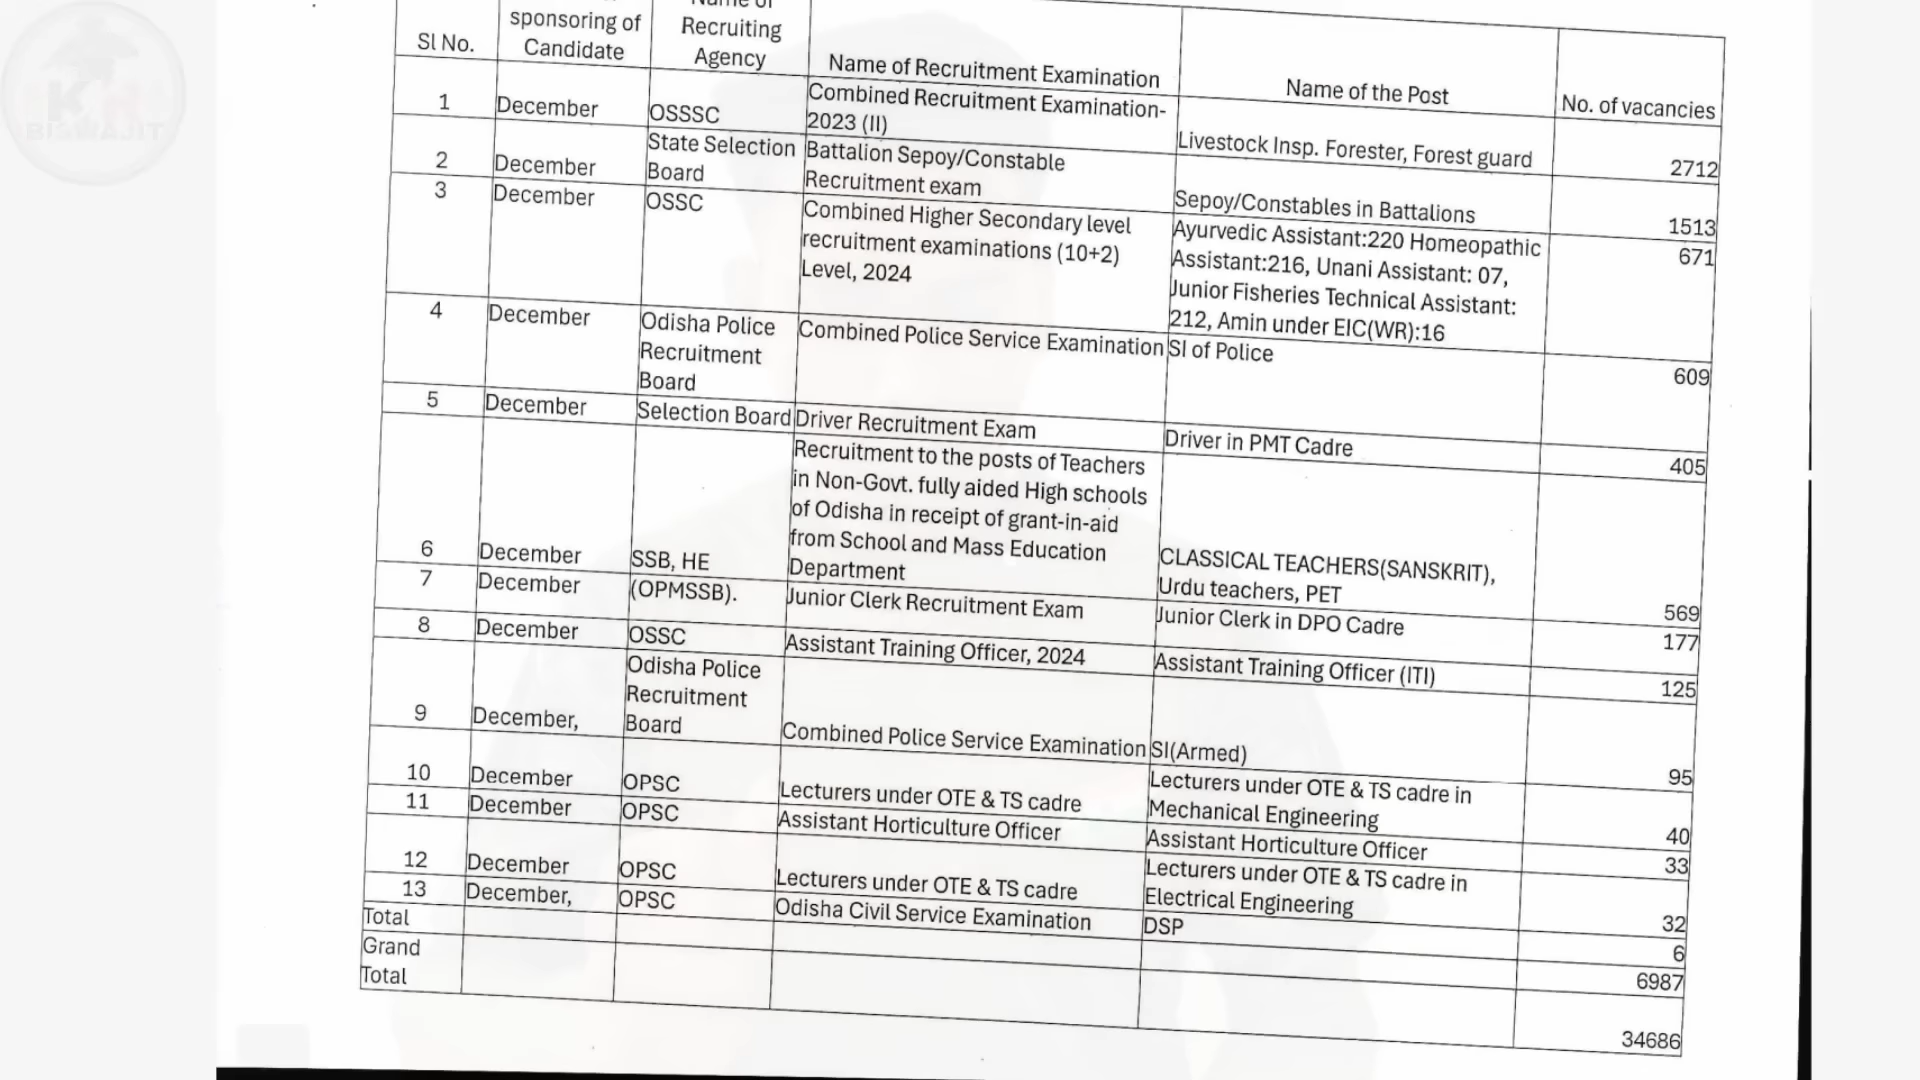 sponsoring of
Candidate
Sl No.
Name of
Recruiting
Agency
Name of Recruitment Examination
Name of the Post
No. of vacancies
1
December
OSSSC
Combined Recruitment Examination-
2023 (II)
Livestock Insp. Forester, Forest guard
2712
2
December
State Selection
Board
Battalion Sepoy/Constable
Recruitment exam
Sepoy/Constables in Battalions
1513
3
December
OSSC
Combined Higher Secondary level
recruitment examinations (10+2)
Level, 2024
Ayurvedic Assistant:220 Homeopathic
Assistant:216, Unani Assistant: 07,
Junior Fisheries Technical Assistant:
212, Amin under EIC(WR):16
671
4
December
Odisha Police
Recruitment
Board
Combined Police Service Examination
SI of Police
609
5
December
Selection Board
Driver Recruitment Exam
Driver in PMT Cadre
405
6
December
SSB, HE
Recruitment to the posts of Teachers
in Non-Govt. fully aided High schools
of Odisha in receipt of grant-in-aid
from School and Mass Education
Department
CLASSICAL TEACHERS(SANSKRIT),
Urdu teachers, PET
569
7
December
(OPMSSB).
Junior Clerk Recruitment Exam
Junior Clerk in DPO Cadre
177
8
December
OSSC
Assistant Training Officer, 2024
Assistant Training Officer (ITI)
125
9
December,
Odisha Police
Recruitment
Board
Combined Police Service Examination
SI(Armed)
95
10
December
OPSC
Lecturers under OTE & TS cadre
Lecturers under OTE & TS cadre in
Mechanical Engineering
40
11
December
OPSC
Assistant Horticulture Officer
Assistant Horticulture Officer
33
12
December
OPSC
Lecturers under OTE & TS cadre
Lecturers under OTE & TS cadre in
Electrical Engineering
32
13
December,
OPSC
Odisha Civil Service Examination
DSP
6
Total
6987
Grand
Total
34686
BISWAJIT